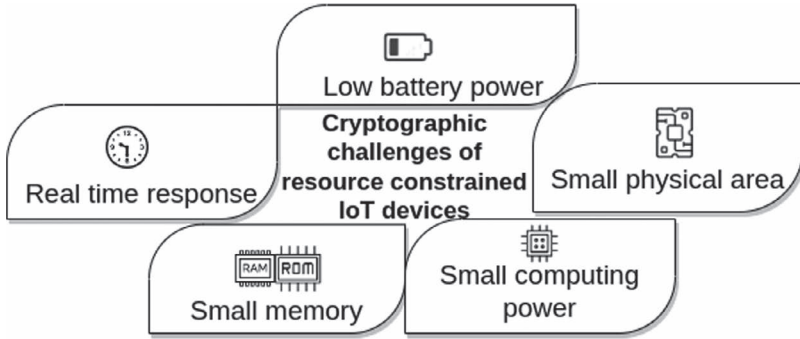 Low battery power
Cryptographic
challenges of
resource constrained
IoT devices
Real time response
Small physical area
RAM
ROM
Small memory
Small computing
power